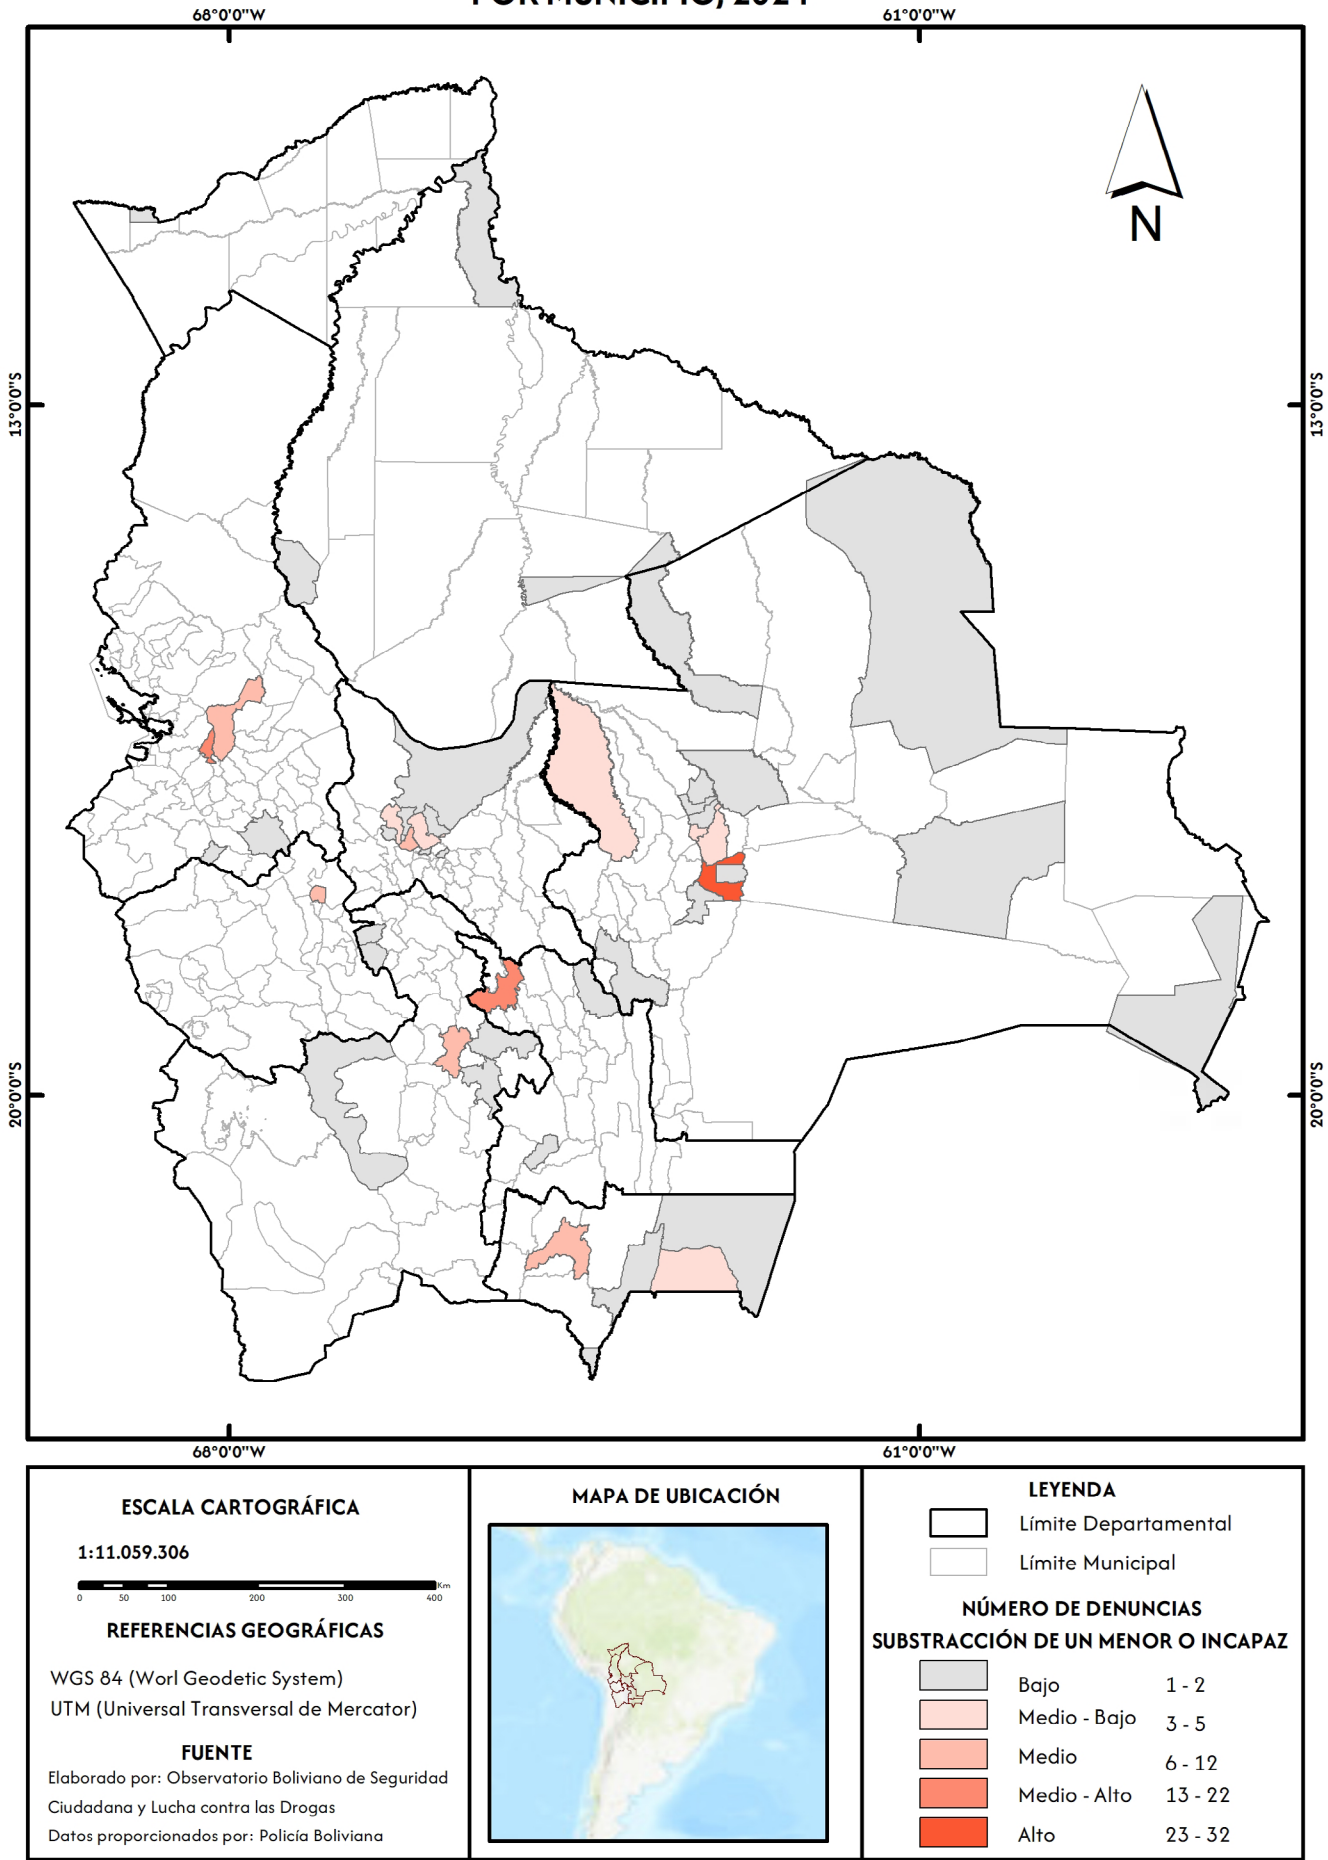 POR MUNICIPIO, 2024
68°0'0"W 61°0'0"W
N
13°0'0"S 13°0'0"S
20°0'0"S 20°0'0"S
68°0'0"W 61°0'0"W
ESCALA CARTOGRÁFICA
1:11.059.306
Km
0 50 100 200 300 400
REFERENCIAS GEOGRÁFICAS
WGS 84 (Worl Geodetic System)
UTM (Universal Transversal de Mercator)
FUENTE
Elaborado por: Observatorio Boliviano de Seguridad
Ciudadana y Lucha contra las Drogas
Datos proporcionados por: Policía Boliviana
MAPA DE UBICACIÓN
LEYENDA
Límite Departamental
Límite Municipal
NÚMERO DE DENUNCIAS
SUBSTRACCIÓN DE UN MENOR O INCAPAZ
Bajo 1 - 2
Medio - Bajo 3 - 5
Medio 6 - 12
Medio - Alto 13 - 22
Alto 23 - 32